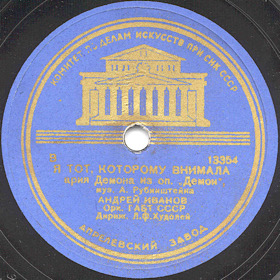 КОМИТЕТ ПО ДЕЛАМ ИСКУССТВ ПРИ СНК СССР
В 13354
Я ТОТ, КОТОРОМУ ВНИМАЛА
ария Демона из оп. „Демон"
муз. А. Рубинштейна
АНДРЕЙ ИВАНОВ
Орк. ГАБТ СССР
Дириж. Л.Ф.Худолей
АПРЕЛЕВСКИЙ ЗАВОД